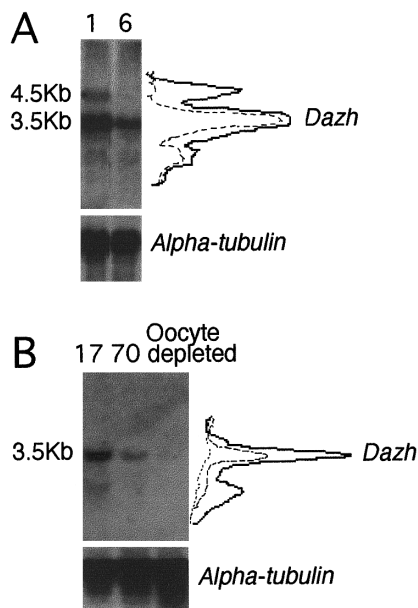 A
1 6
4.5Kb
3.5Kb
Dazh
Alpha-tubulin
B
Oocyte
17 70 depleted
3.5Kb
Dazh
Alpha-tubulin